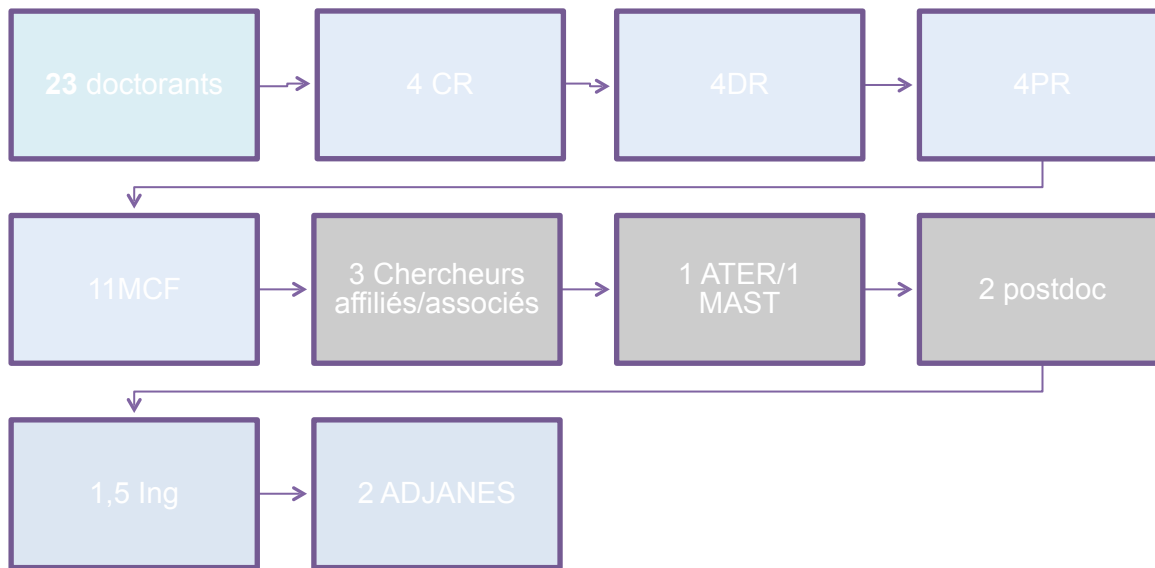 23 doctorants
4 CR
4DR
4PR
11MCF
3 Chercheurs
affiliés/associés
1 ATER/1
MAST
2 postdoc
1,5 Ing
2 ADJANES